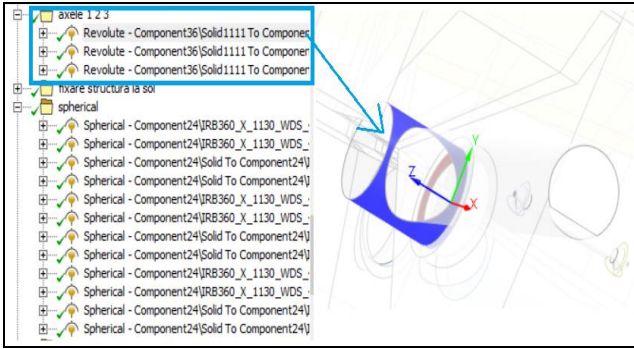 axele 1 2 3
Revolute - Component36\Solid1111 To Componen
Revolute - Component36\Solid1111 To Componen
Revolute - Component36\Solid1111 To Componen
fixare structura la sol
spherical
Spherical - Component24\IRB360_X_1130_WDS_
Spherical - Component24\IRB360_X_1130_WDS_
Spherical - Component24\Solid To Component24\I
Spherical - Component24\Solid To Component24\I
Spherical - Component24\IRB360_X_1130_WDS_
Spherical - Component24\IRB360_X_1130_WDS_
Spherical - Component24\Solid To Component24\I
Spherical - Component24\Solid To Component24\I
Spherical - Component24\IRB360_X_1130_WDS_
Spherical - Component24\IRB360_X_1130_WDS_
Spherical - Component24\Solid To Component24\I
Spherical - Component24\Solid To Component24\I
Y
Z
X